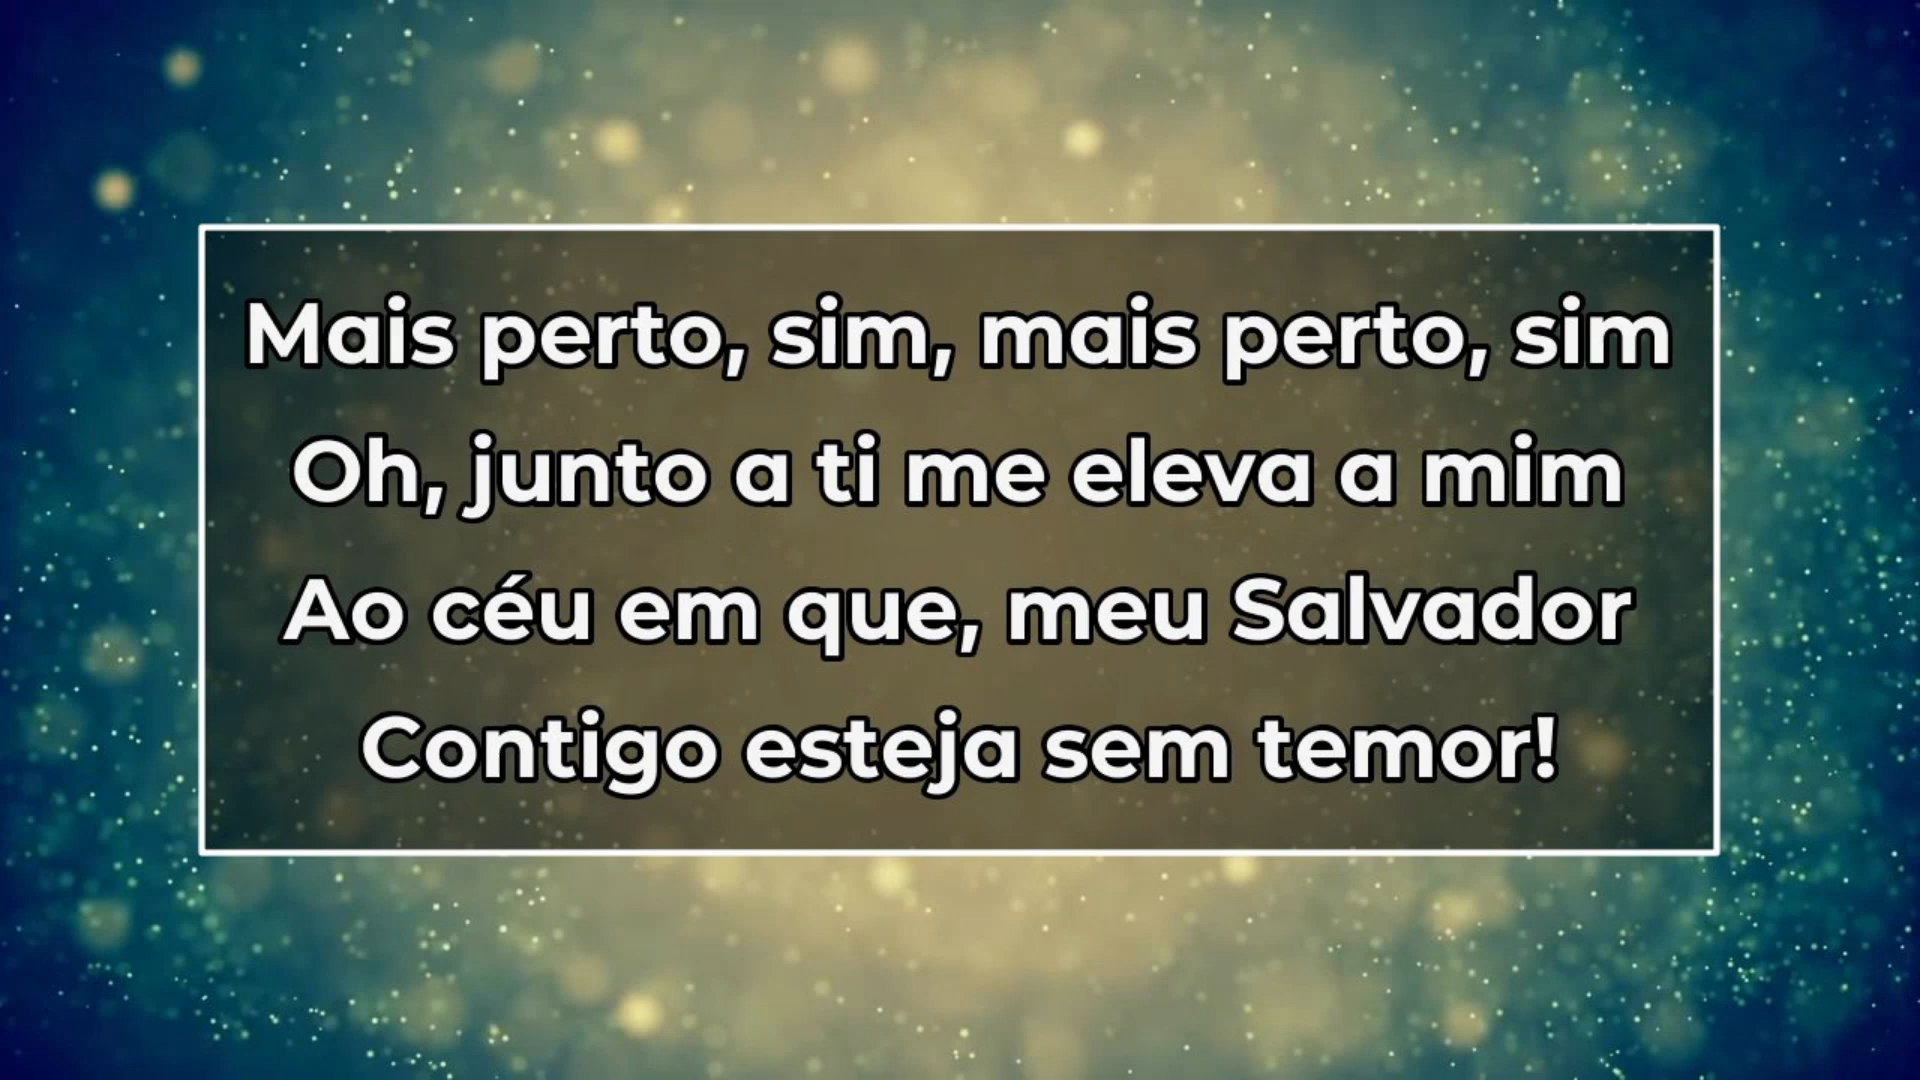 Mais perto, sim, mais perto, sim
Oh, junto a ti me eleva a mim
Ao céu em que, meu Salvador
Contigo esteja sem temor!